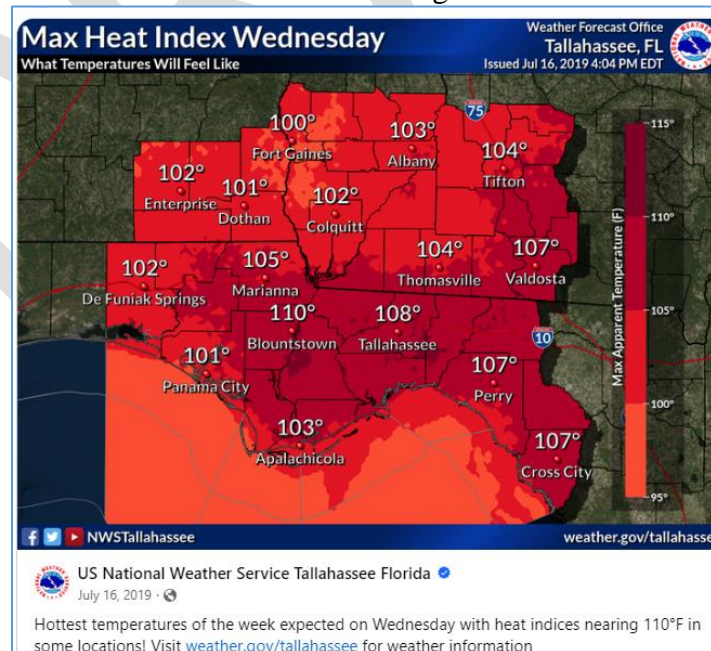 Max Heat Index Wednesday
What Temperatures Will Feel Like
Weather Forecast Office
Tallahassee, FL
Issued Jul 16, 2019 4:04 PM EDT
75
115°
100°
Fort Gaines
103°
Albany
104°
Tifton
102°
Enterprise
101°
Dothan
102°
Colquitt
110°
105°
Marianna
104°
Thomasville
107°
Valdosta
102°
De Funiak Springs
Max Apparent Temperature (F)
105°
110°
Blountstown
108°
Tallahassee
10
101°
Panama City
107°
Perry
100°
103°
Apalachicola
107°
Cross City
95°
NWSTallahassee
weather.gov/tallahasse
US National Weather Service Tallahassee Florida
July 16, 2019 ·
Hottest temperatures of the week expected on Wednesday with heat indices nearing 110°F in
some locations! Visit weather.gov/tallahassee for weather information